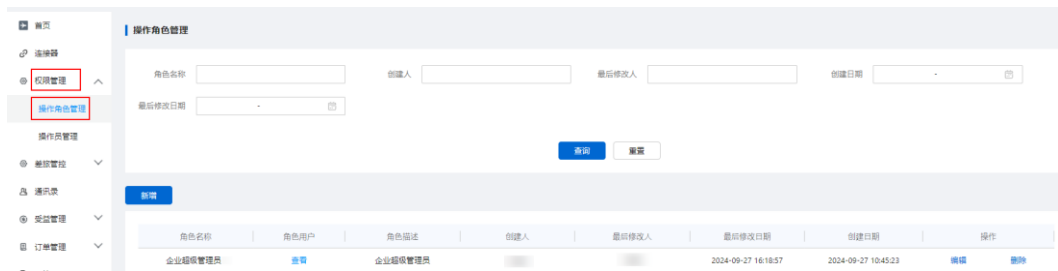 首页
操作角色管理
连接器
角色名称
创建人
最后修改人
创建日期
-
权限管理
操作角色管理
最后修改日期
-
操作员管理
查询
重置
差旅管控
通讯录
新增
受益管理
角色名称 角色用户 角色描述 创建人 最后修改人 最后修改日期 创建日期 操作
订单管理
企业超级管理员 查看 企业超级管理员 2024-09-27 16:18:57 2024-09-27 10:45:23 编辑 删除